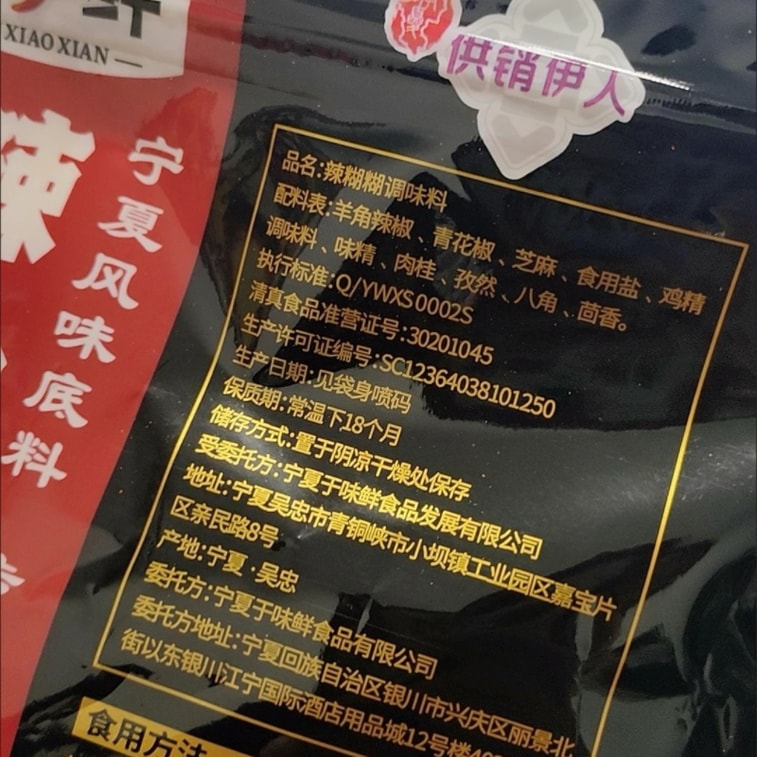 XIAO XIAN
辣
宁夏风味底料
供销伊人
品名:辣糊糊调味料
配料表:羊角辣椒、青花椒、芝麻、食用盐、鸡精
调味料、味精、肉桂、孜然、八角、茴香。
执行标准:Q/YWXS0002S
清真食品准营证号:30201045
生产许可证编号:SC12364038101250
生产日期:见袋身喷码
保质期:常温下18个月
储存方式:置于阴凉干燥处保存
受委托方:宁夏于味鲜食品发展有限公司
地址:宁夏吴忠市青铜峡市小坝镇工业园区嘉宝片
区亲民路8号
产地:宁夏·吴忠
委托方:宁夏于味鲜食品有限公司
委托方地址:宁夏回族自治区银川市兴庆区丽景北
街以东银川江宁国际酒店用品城12号楼
食用方法